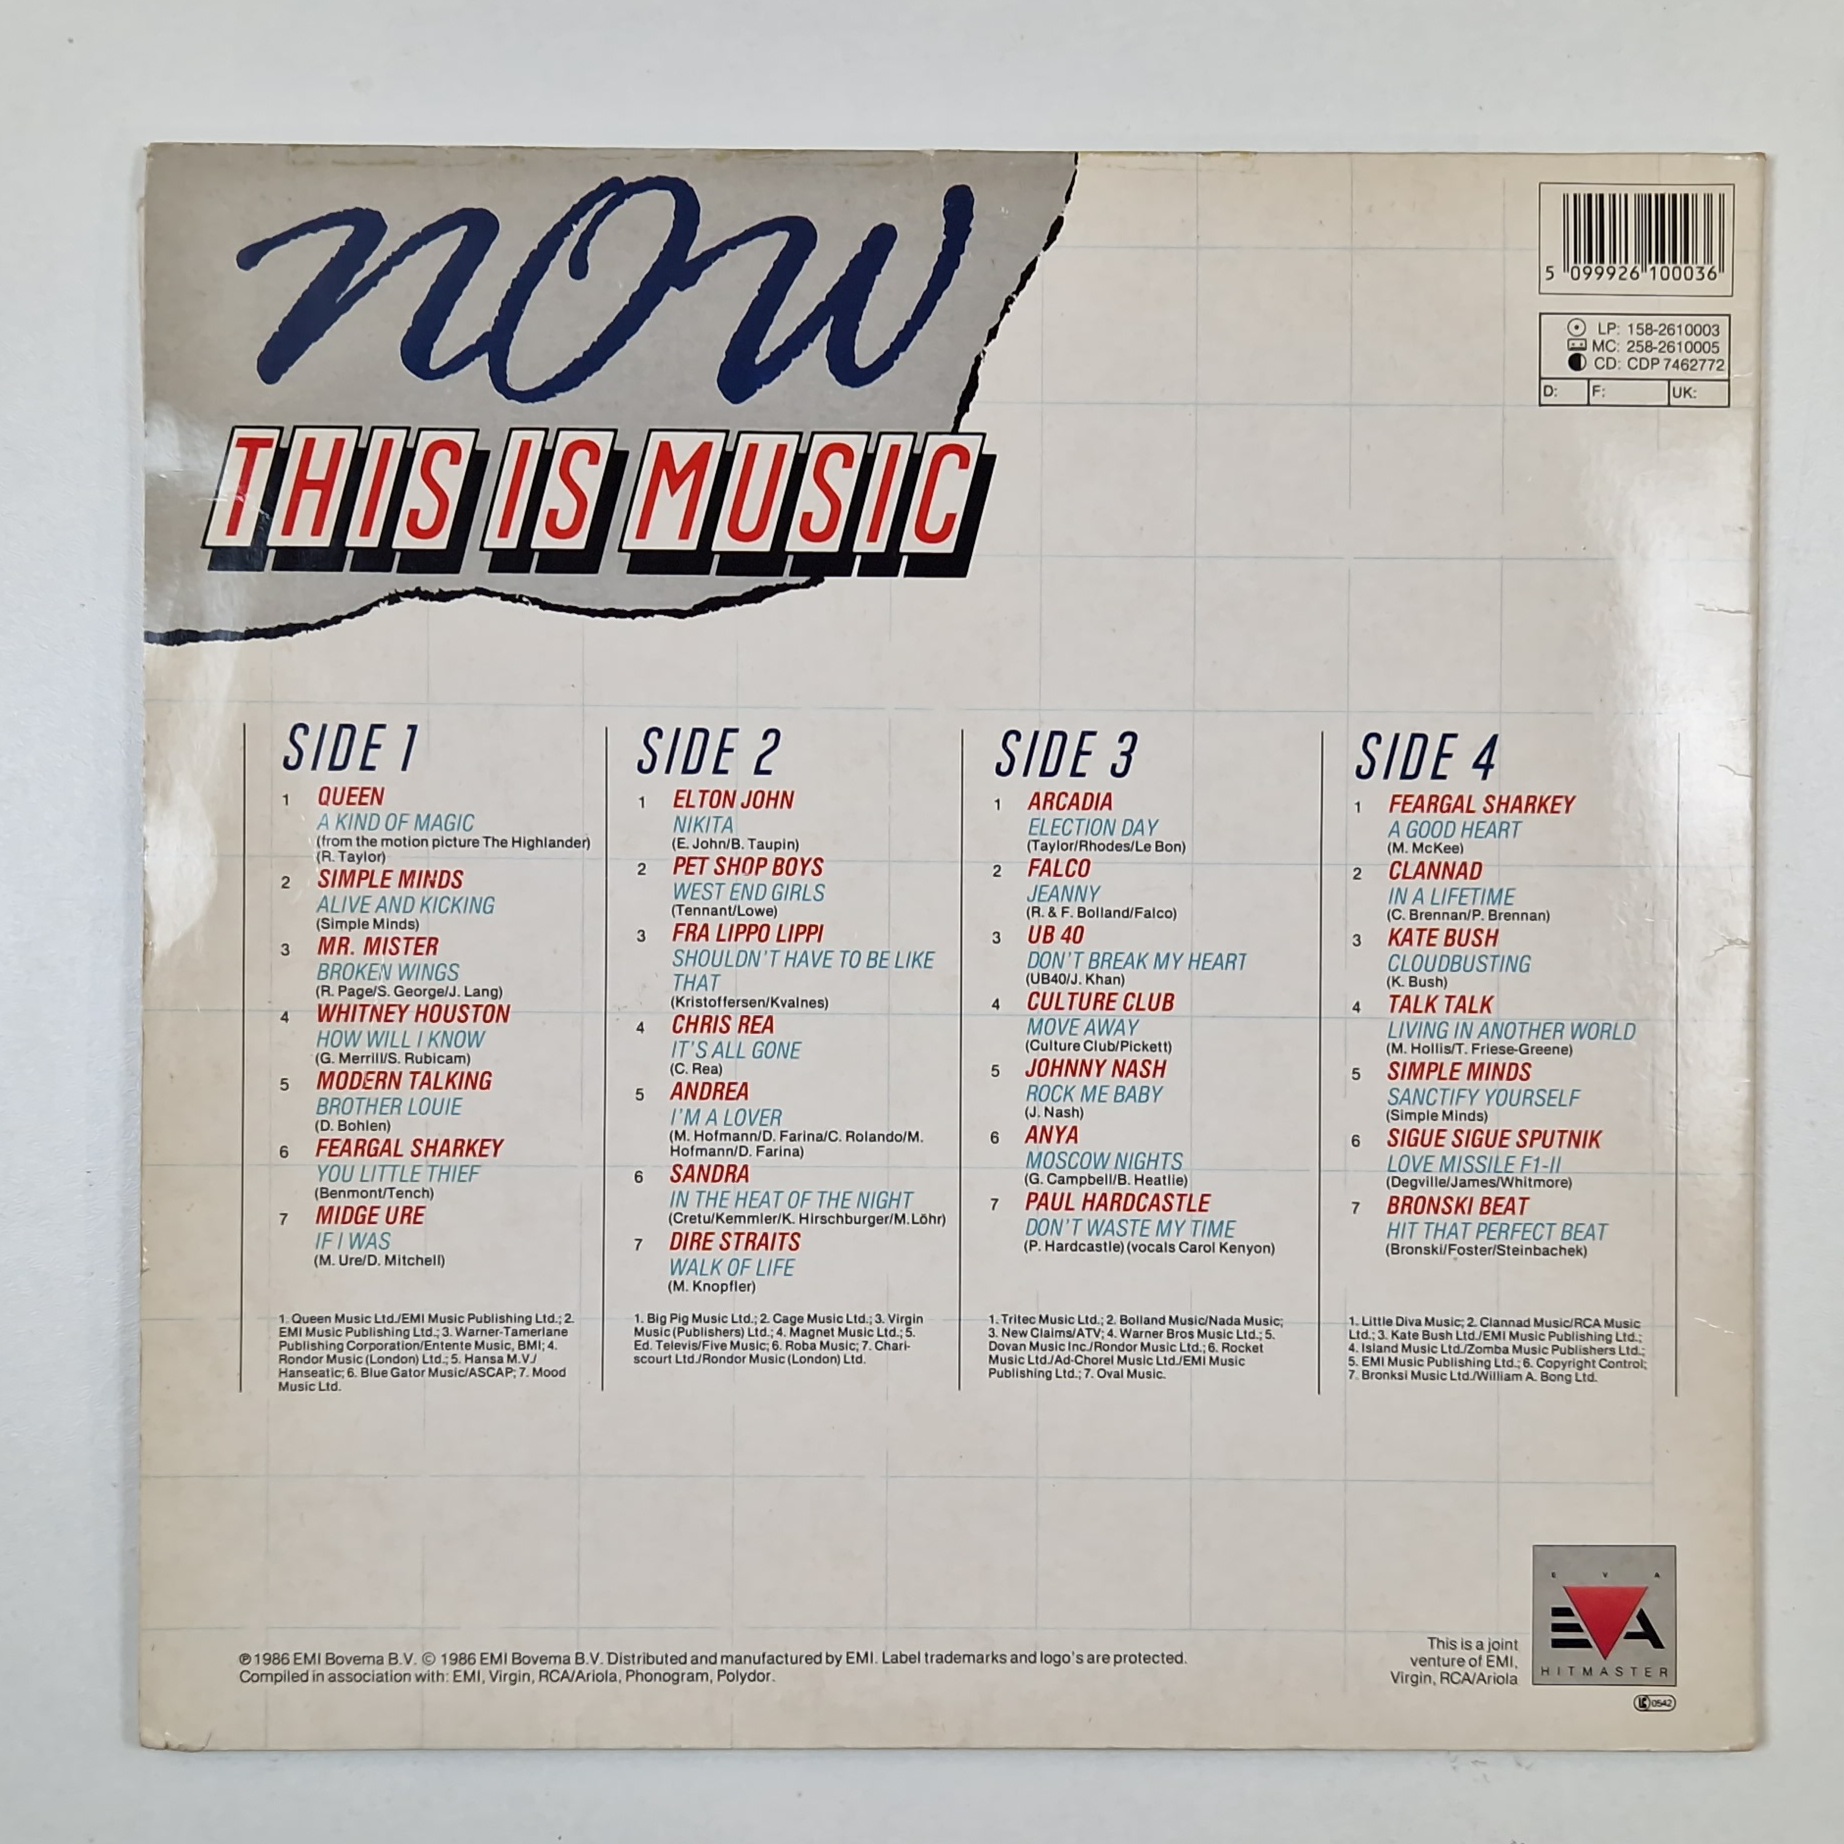 now
THIS IS MUSIC
5 099926 100036
LP: 158-2610003
MC: 258-2610005
CD: CDP 7462772
D: F: UK:
SIDE 1
1 QUEEN
A KIND OF MAGIC
(from the motion picture The Highlander)
(R. Taylor)
2 SIMPLE MINDS
ALIVE AND KICKING
(Simple Minds)
3 MR. MISTER
BROKEN WINGS
(R. Page/S. George/J. Lang)
4 WHITNEY HOUSTON
HOW WILL I KNOW
(G. Merrill/S. Rubicam)
5 MODERN TALKING
BROTHER LOUIE
(D. Bohlen)
6 FEARGAL SHARKEY
YOU LITTLE THIEF
(Benmont/Tench)
7 MIDGE URE
IF I WAS
(M. Ure/D. Mitchell)
1. Queen Music Ltd./EMI Music Publishing Ltd.; 2.
EMI Music Publishing Ltd.; 3. Warner-Tamerlane
Publishing Corporation/Entente Music, BMI; 4.
Rondor Music (London) Ltd.; 5. Hansa M.V./
Hanseatic; 6. Blue Gator Music/ASCAP; 7. Mood
Music Ltd.
SIDE 2
1 ELTON JOHN
NIKITA
(E. John/B. Taupin)
2 PET SHOP BOYS
WEST END GIRLS
(Tennant/Lowe)
3 FRA LIPPO LIPPI
SHOULDN'T HAVE TO BE LIKE
THAT
(Kristoffersen/Kvalnes)
4 CHRIS REA
IT'S ALL GONE
(C. Rea)
5 ANDREA
I'M A LOVER
(M. Hofmann/D. Farina/C. Rolando/M.
Hofmann/D. Farina)
6 SANDRA
IN THE HEAT OF THE NIGHT
(Cretu/Kemmler/K. Hirschburger/M. Löhr)
7 DIRE STRAITS
WALK OF LIFE
(M. Knopfler)
1. Big Pig Music Ltd.; 2. Cage Music Ltd.; 3. Virgin
Music (Publishers) Ltd.; 4. Magnet Music Ltd.; 5.
Ed. Televis/Five Music; 6. Roba Music; 7. Chari-
scourt Ltd./Rondor Music (London) Ltd.
SIDE 3
1 ARCADIA
ELECTION DAY
(Taylor/Rhodes/Le Bon)
2 FALCO
JEANNY
(R. & F. Bolland/Falco)
3 UB 40
DON'T BREAK MY HEART
(UB40/J. Khan)
4 CULTURE CLUB
MOVE AWAY
(Culture Club/Pickett)
5 JOHNNY NASH
ROCK ME BABY
(J. Nash)
6 ANYA
MOSCOW NIGHTS
(G. Campbell/B. Heatlie)
7 PAUL HARDCASTLE
DON'T WASTE MY TIME
(P. Hardcastle) (vocals Carol Kenyon)
1. Tritec Music Ltd.; 2. Bolland Music/Nada Music;
3. New Claims/ATV; 4. Warner Bros Music Ltd.; 5.
Dovan Music Inc./Rondor Music Ltd.; 6. Rocket
Music Ltd./Ad-Chorel Music Ltd./EMI Music
Publishing Ltd.; 7. Oval Music.
SIDE 4
1 FEARGAL SHARKEY
A GOOD HEART
(M. McKee)
2 CLANNAD
IN A LIFETIME
(C. Brennan/P. Brennan)
3 KATE BUSH
CLOUDBUSTING
(K. Bush)
4 TALK TALK
LIVING IN ANOTHER WORLD
(M. Hollis/T. Friese-Greene)
5 SIMPLE MINDS
SANCTIFY YOURSELF
(Simple Minds)
6 SIGUE SIGUE SPUTNIK
LOVE MISSILE F1-II
(Degville/James/Whitmore)
7 BRONSKI BEAT
HIT THAT PERFECT BEAT
(Bronski/Foster/Steinbachek)
1. Little Diva Music; 2. Clannad Music/RCA Music
Ltd.; 3. Kate Bush Ltd./EMI Music Publishing Ltd.;
4. Island Music Ltd./Zomba Music Publishers Ltd.;
5. EMI Music Publishing Ltd.; 6. Copyright Control;
7. Bronksi Music Ltd./William A. Bong Ltd.
℗ 1986 EMI Bovema B.V. © 1986 EMI Bovema B.V. Distributed and manufactured by EMI. Label trademarks and logo's are protected.
Compiled in association with: EMI, Virgin, RCA/Ariola, Phonogram, Polydor.
This is a joint
venture of EMI,
Virgin, RCA/Ariola
E V A
EVA
HITMASTER
LC 0542